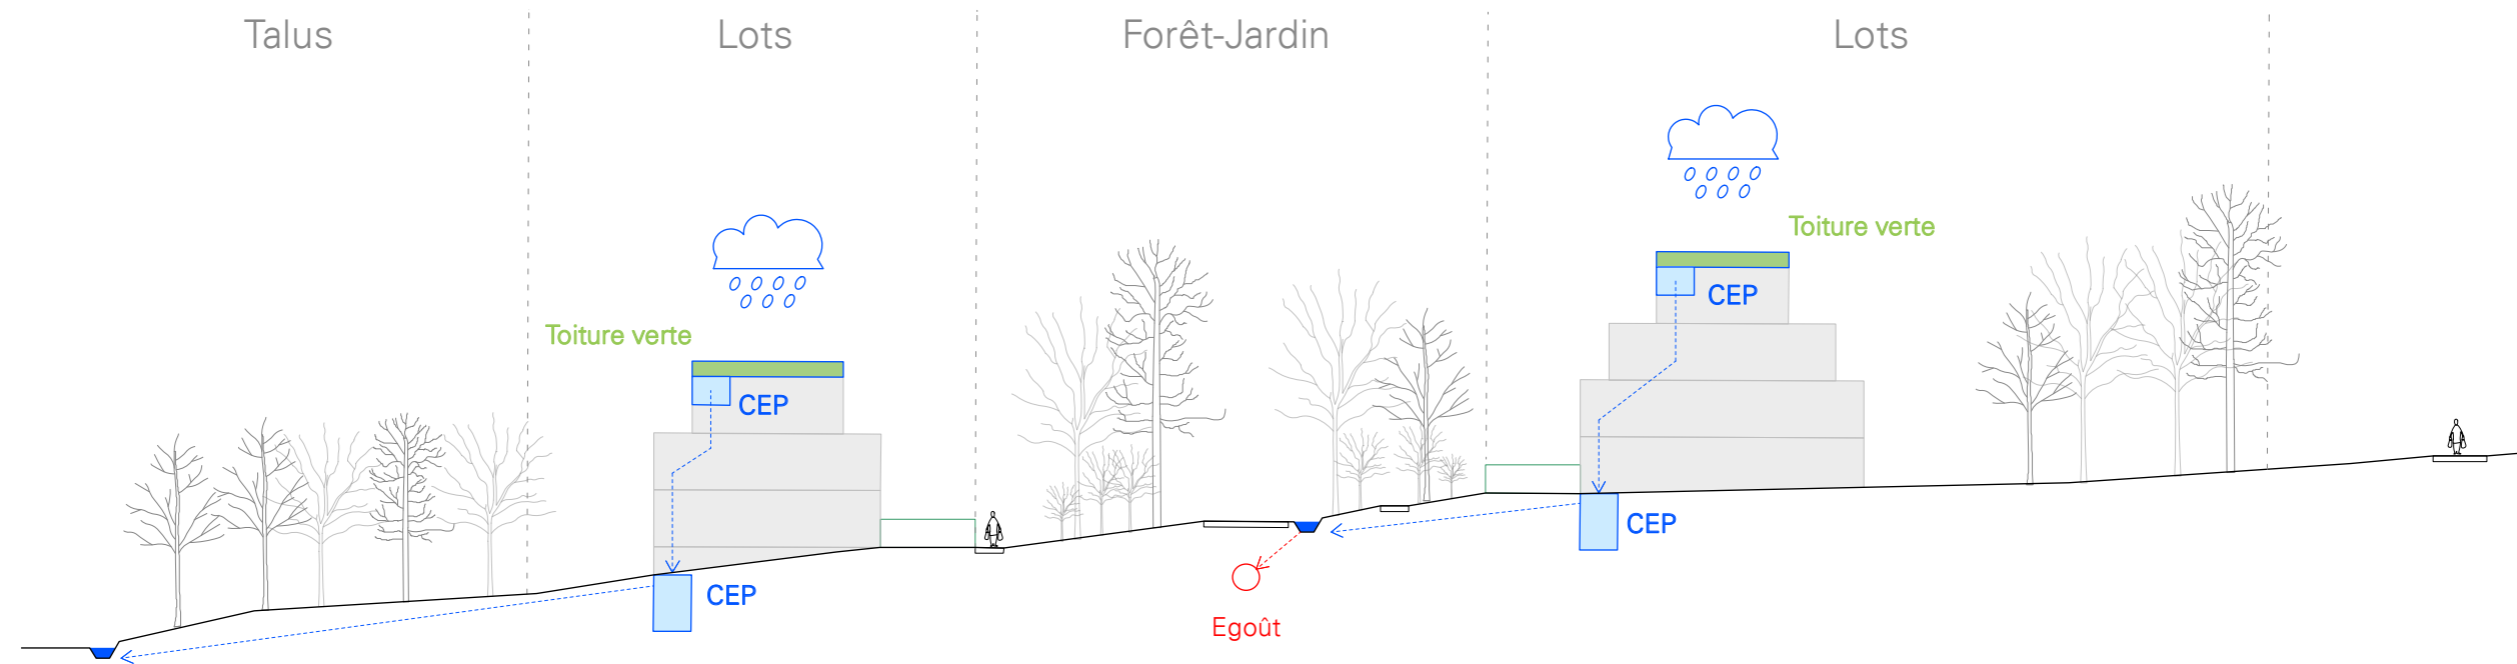 Talus
Lots
Forêt-Jardin
Lots
Toiture verte
CEP
Toiture verte
CEP
CEP
CEP
Egoût